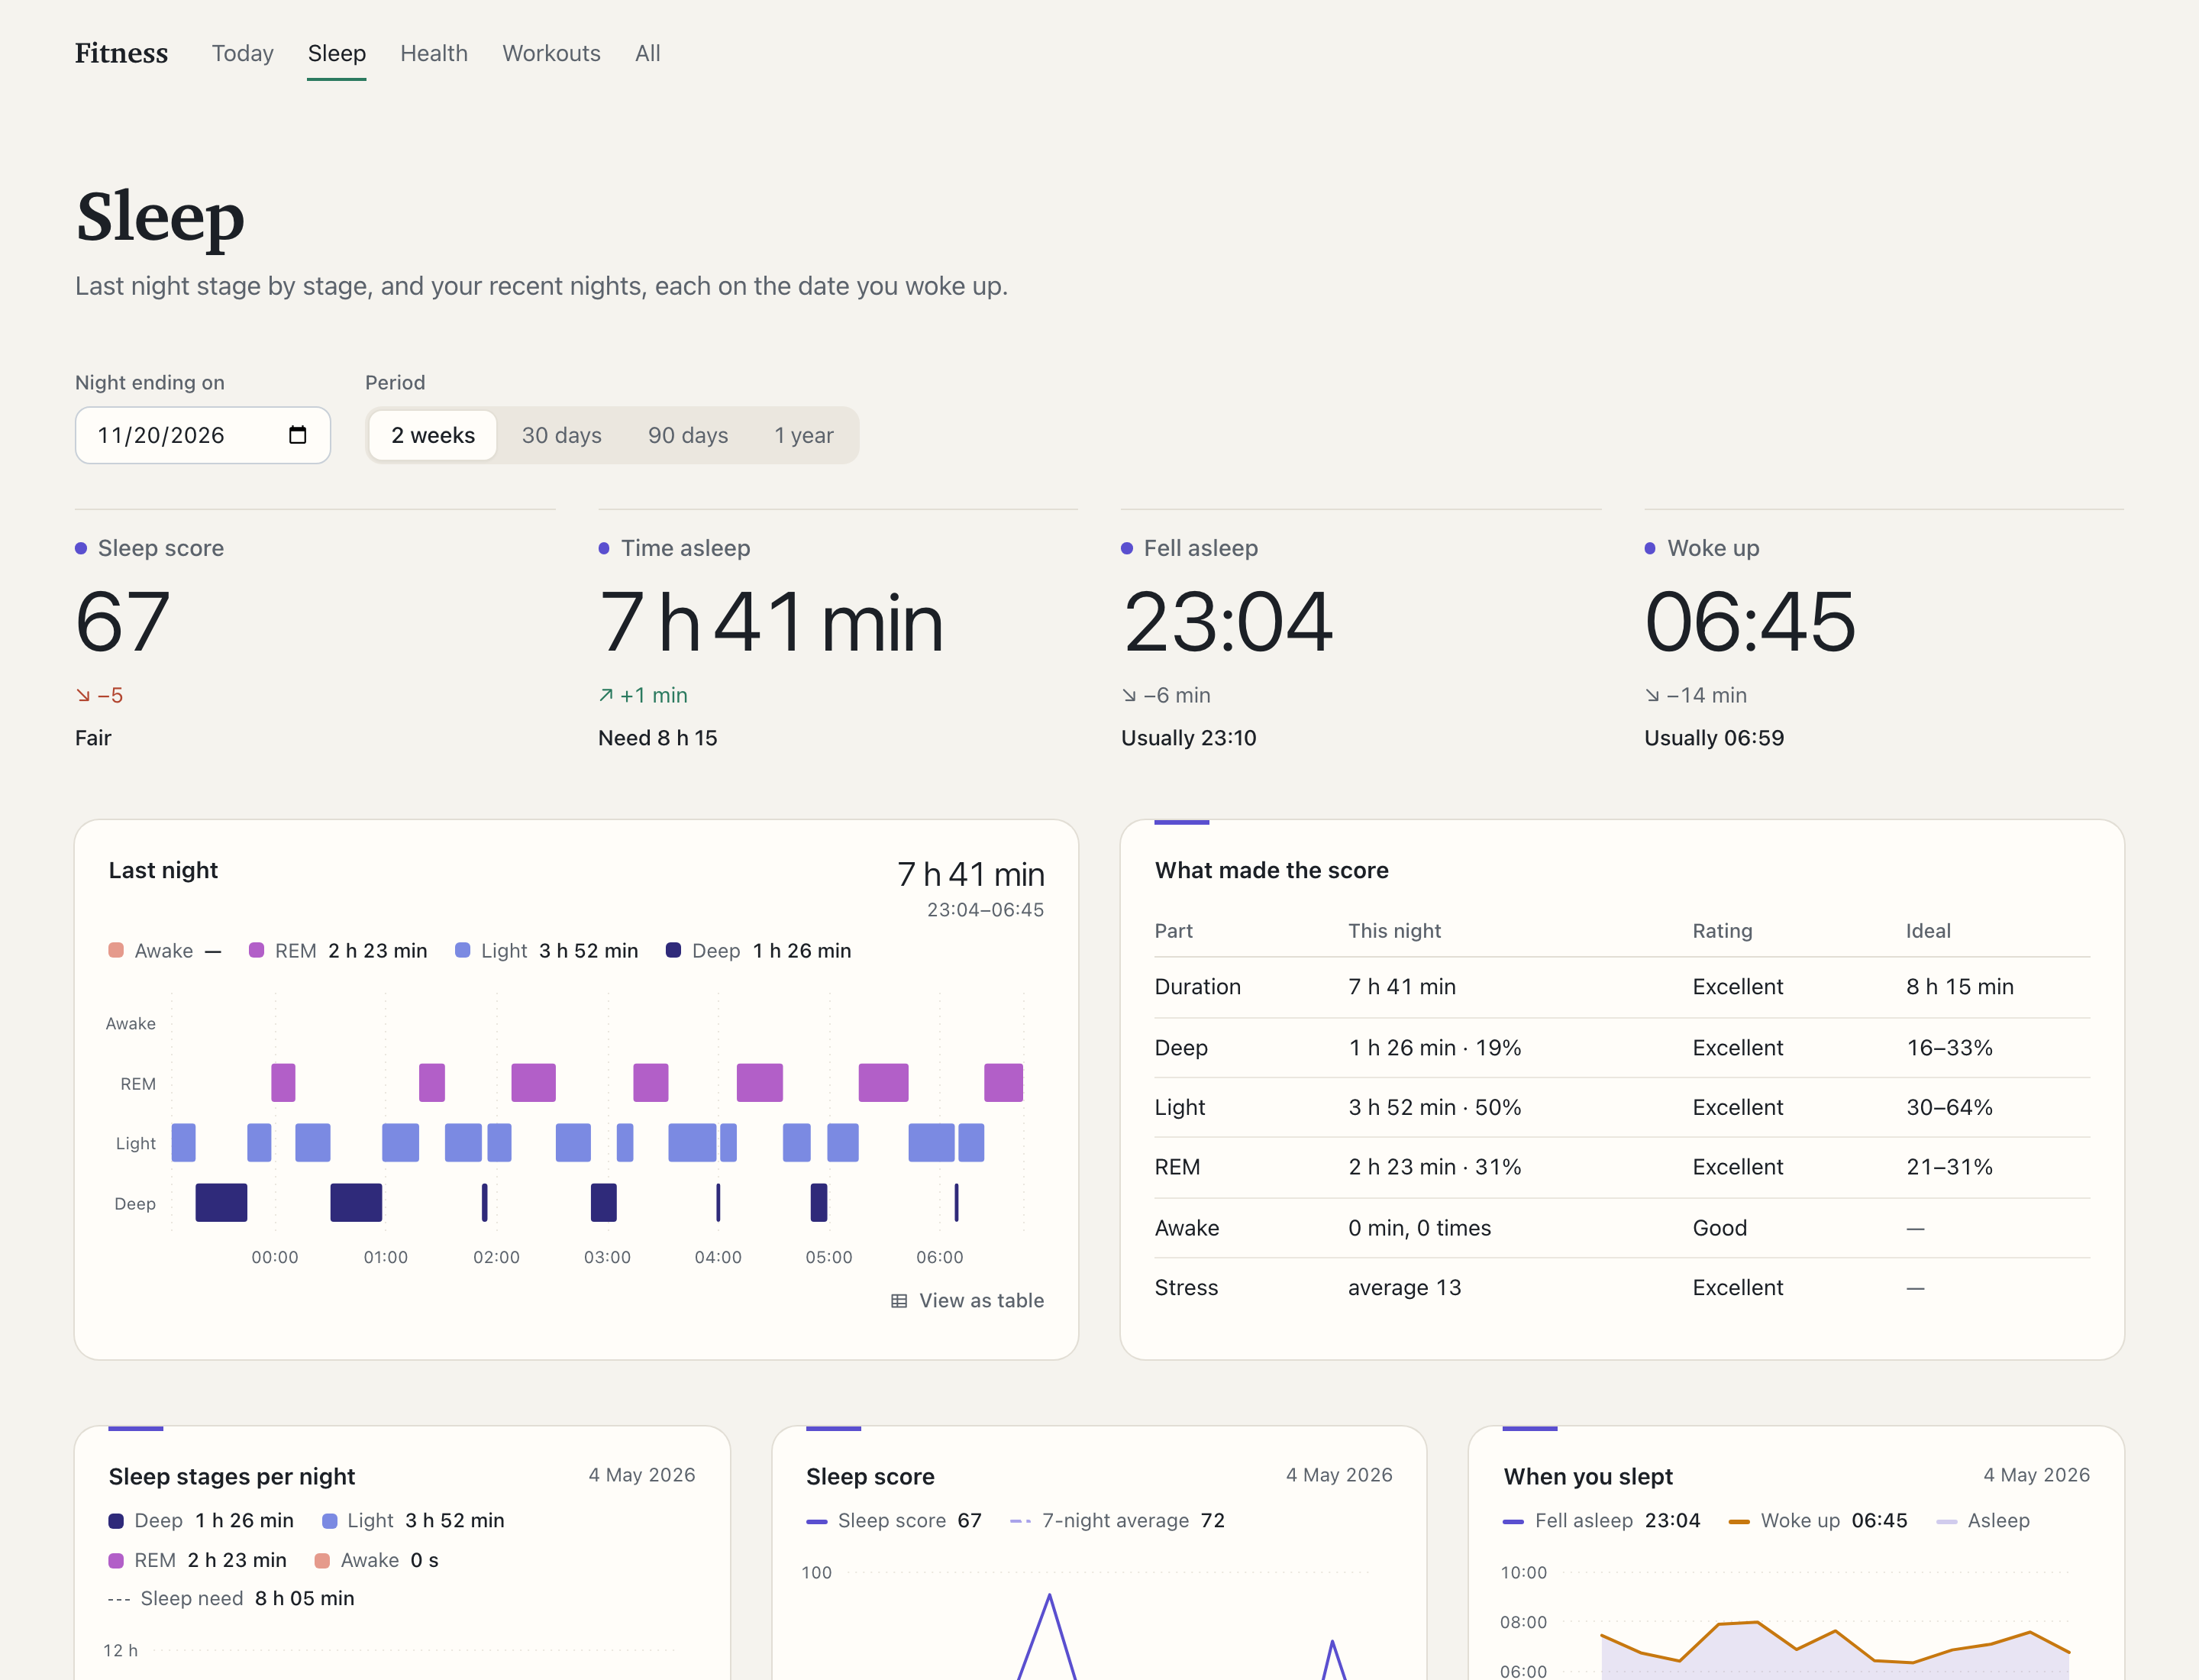 Fitness Today Sleep Health Workouts All
Sleep
Last night stage by stage, and your recent nights, each on the date you woke up.
Night ending on Period
11/20/2026 2 weeks 30 days 90 days 1 year
Sleep score Time asleep Fell asleep Woke up
67 7 h 41 min 23:04 06:45
↘ −5 ↗ +1 min ↘ −6 min ↘ −14 min
Fair Need 8 h 15 Usually 23:10 Usually 06:59
Last night 7 h 41 min
23:04–06:45
Awake — REM 2 h 23 min Light 3 h 52 min Deep 1 h 26 min
Awake
REM
Light
Deep
00:00 01:00 02:00 03:00 04:00 05:00 06:00
View as table
What made the score
Part This night Rating Ideal
Duration 7 h 41 min Excellent 8 h 15 min
Deep 1 h 26 min · 19% Excellent 16–33%
Light 3 h 52 min · 50% Excellent 30–64%
REM 2 h 23 min · 31% Excellent 21–31%
Awake 0 min, 0 times Good —
Stress average 13 Excellent —
Sleep stages per night 4 May 2026
Deep 1 h 26 min Light 3 h 52 min
REM 2 h 23 min Awake 0 s
Sleep need 8 h 05 min
12 h
Sleep score 4 May 2026
Sleep score 67 7-night average 72
100
When you slept 4 May 2026
Fell asleep 23:04 Woke up 06:45 Asleep
10:00
08:00
06:00